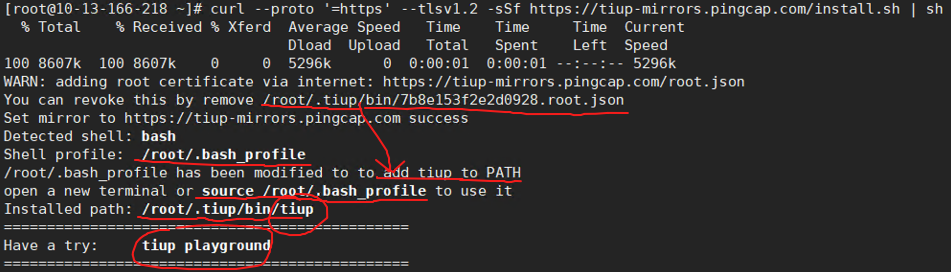 [root@10-13-166-218 ~]# curl --proto '=https' --tlsv1.2 -sSf https://tiup-mirrors.pingcap.com/install.sh | sh
% Total % Received % Xferd Average Speed Time Time Time Current
Dload Upload Total Spent Left Speed
100 8607k 100 8607k 0 0 5296k 0 0:00:01 0:00:01 --:--:-- 5296k
WARN: adding root certificate via internet: https://tiup-mirrors.pingcap.com/root.json
You can revoke this by remove /root/.tiup/bin/7b8e153f2e2d0928.root.json
Set mirror to https://tiup-mirrors.pingcap.com success
Detected shell: bash
Shell profile: /root/.bash_profile
/root/.bash_profile has been modified to to add tiup to PATH
open a new terminal or source /root/.bash_profile to use it
Installed path: /root/.tiup/bin/tiup
===============================================
Have a try: tiup playground
===============================================